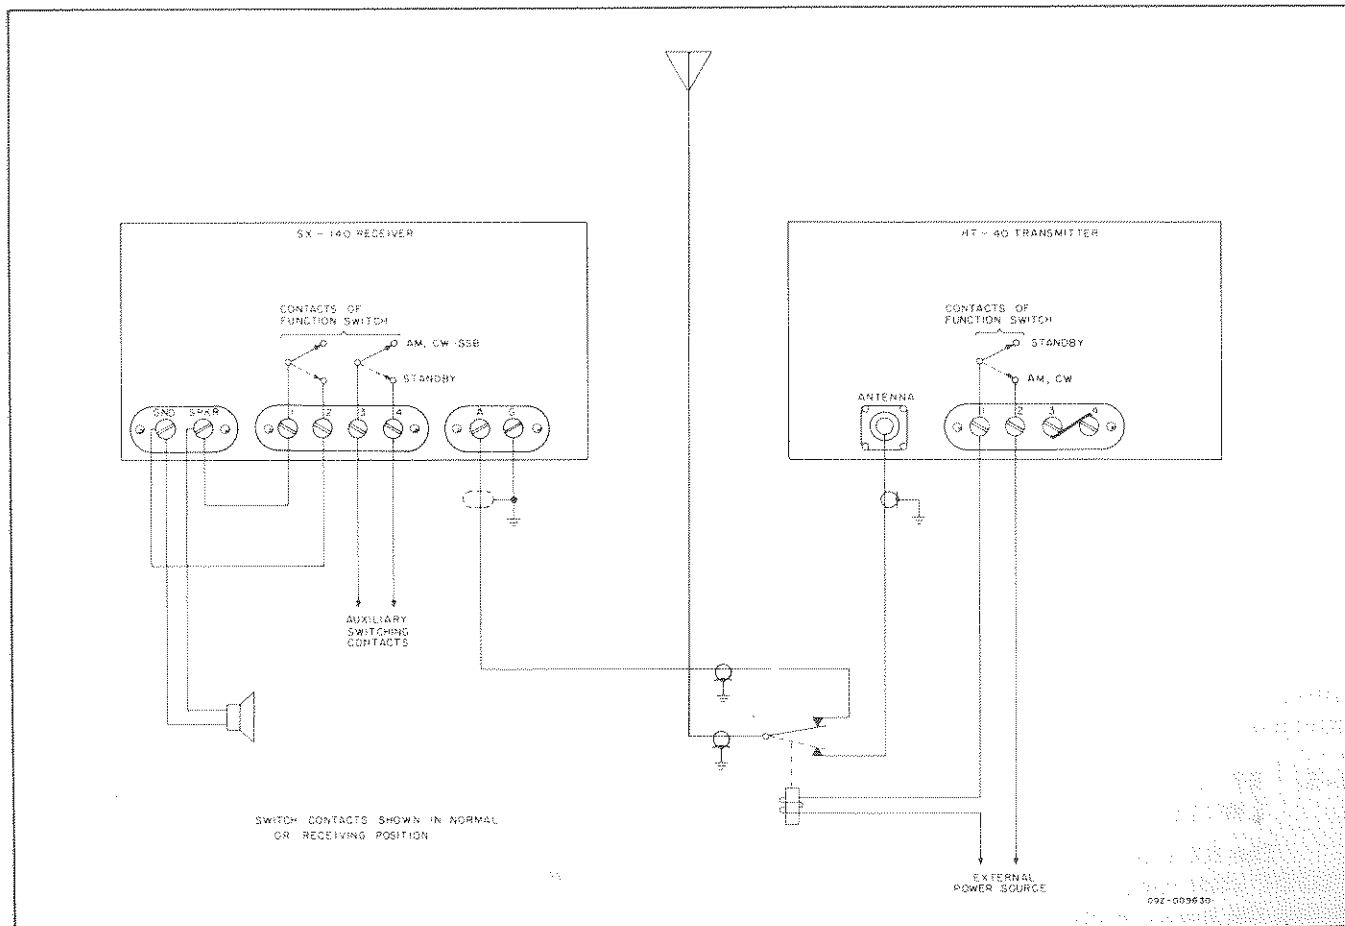 SX - 140 RECEIVER
HT - 40 TRANSMITTER
CONTACTS OF
FUNCTION SWITCH
AM, CW-SSB
STANDBY
CONTACTS OF
FUNCTION SWITCH
STANDBY
AM, CW
GND SPKR
1 2 3 4
A G
ANTENNA
1 2 3 4
AUXILIARY
SWITCHING
CONTACTS
SWITCH CONTACTS SHOWN IN NORMAL
OR RECEIVING POSITION
EXTERNAL
POWER SOURCE